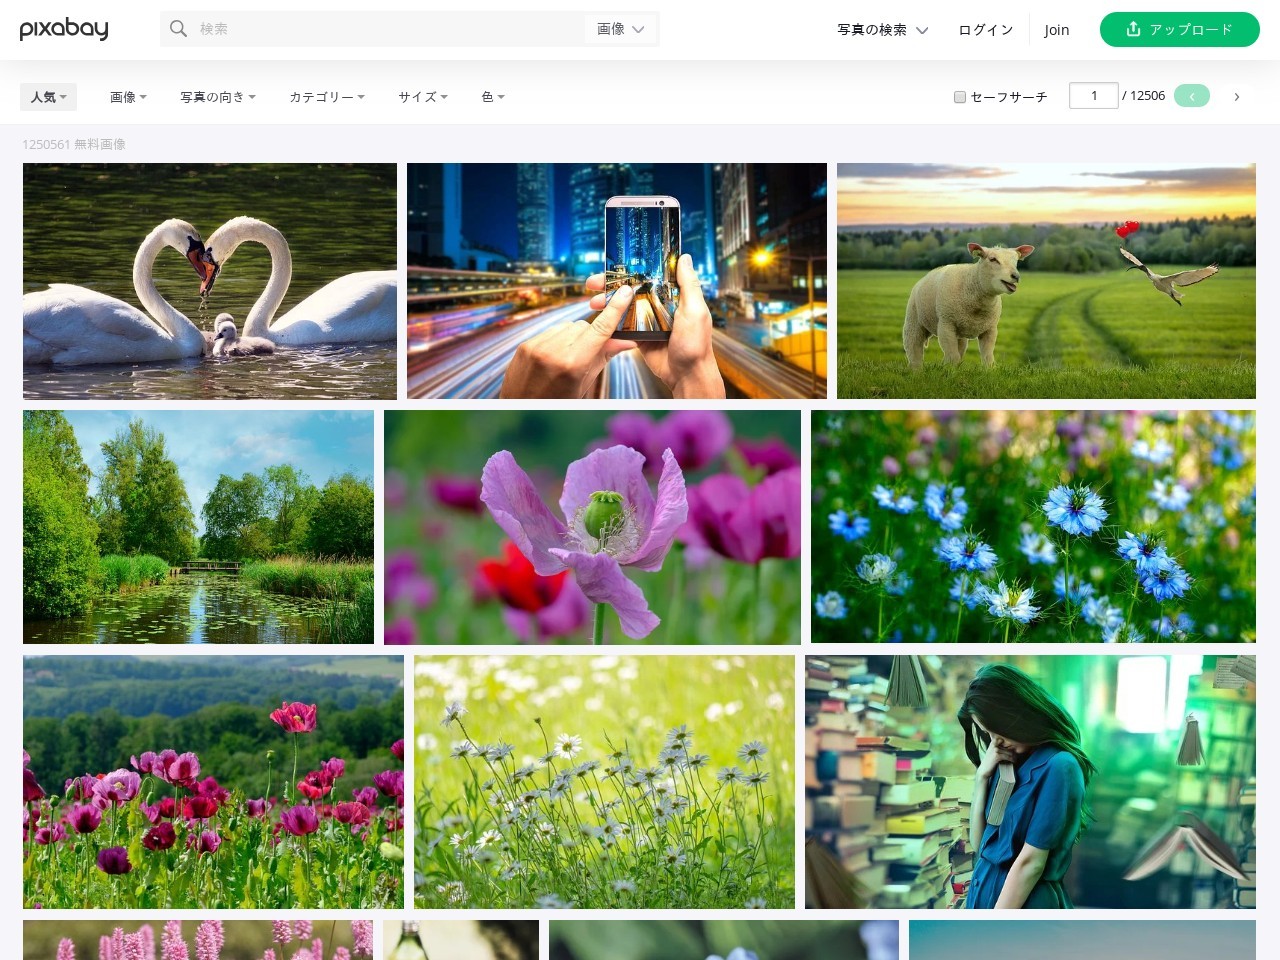 pixabay
検索
画像
写真の検索
ログイン
Join
アップロード
人気
画像
写真の向き
カテゴリー
サイズ
色
セーフサーチ
1 / 12506
‹
›
1250561 無料画像